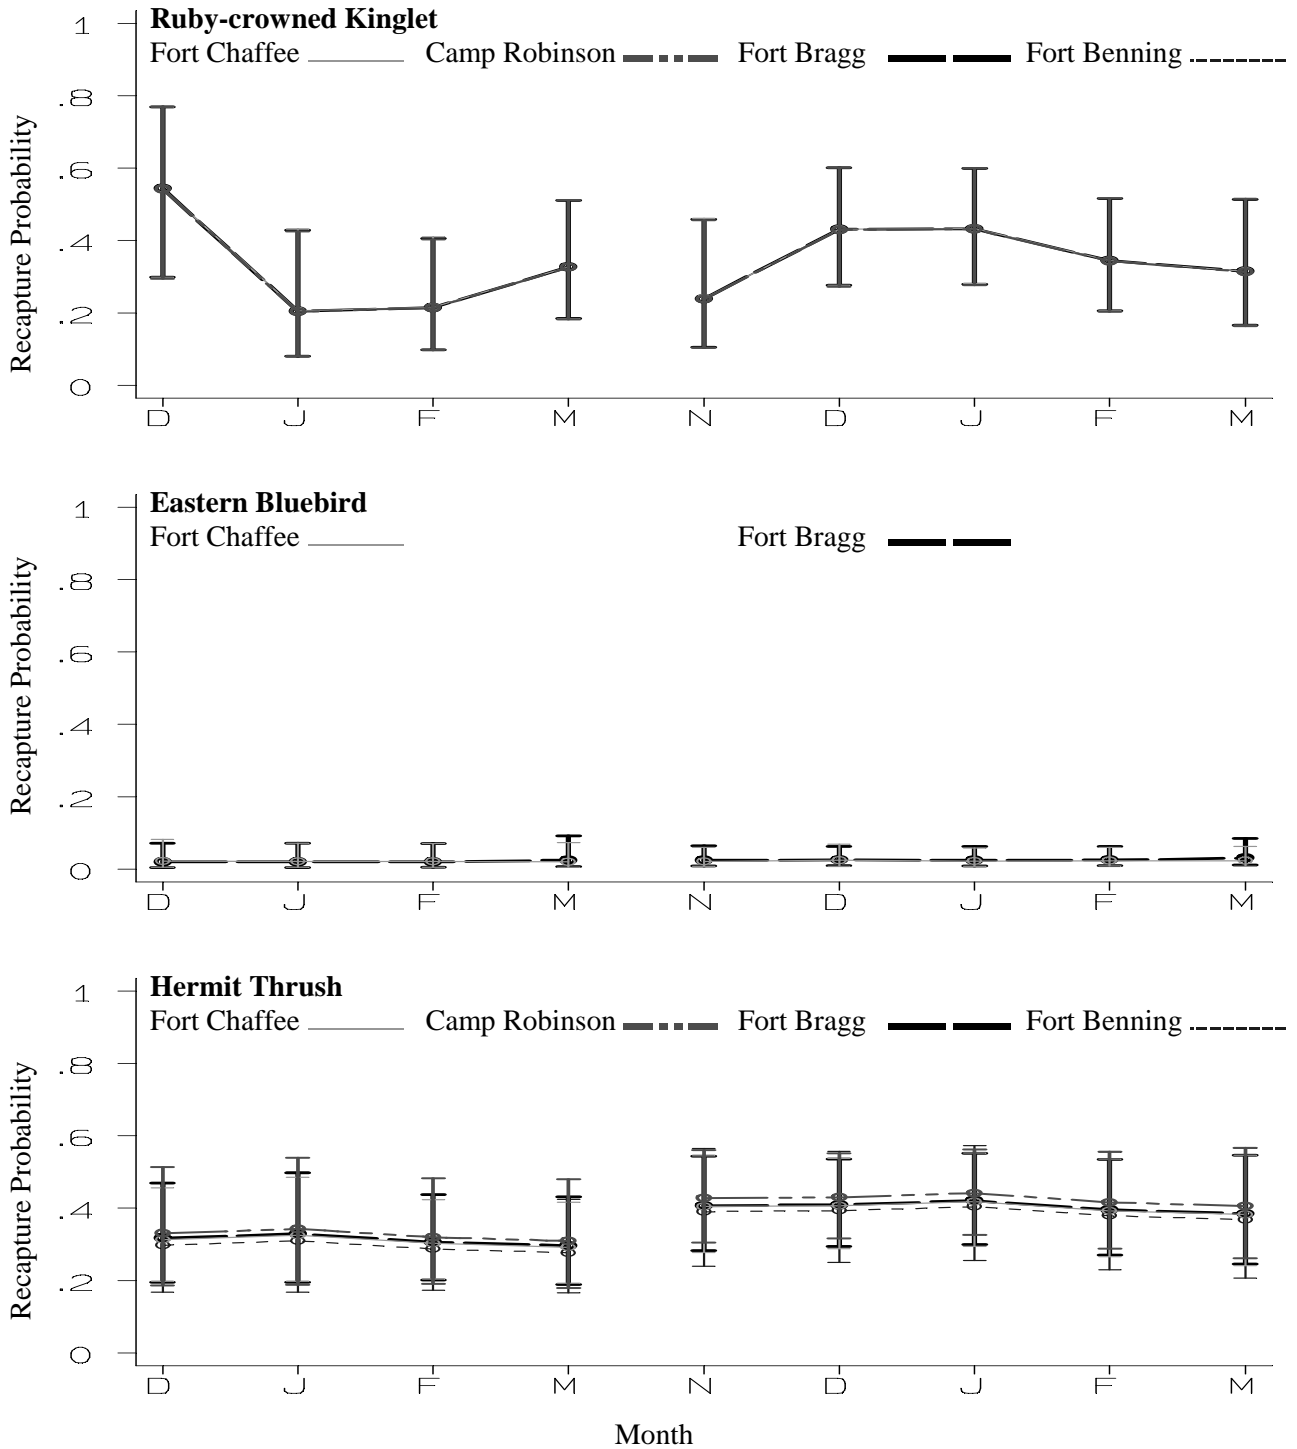 Ruby-crowned Kinglet
Fort Chaffee Camp Robinson Fort Bragg Fort Benning
Recapture Probability
1
.8
.6
.4
.2
0
D J F M N D J F M
Eastern Bluebird
Fort Chaffee Fort Bragg
Recapture Probability
1
.8
.6
.4
.2
0
D J F M N D J F M
Hermit Thrush
Fort Chaffee Camp Robinson Fort Bragg Fort Benning
Recapture Probability
1
.8
.6
.4
.2
0
D J F M N D J F M
Month